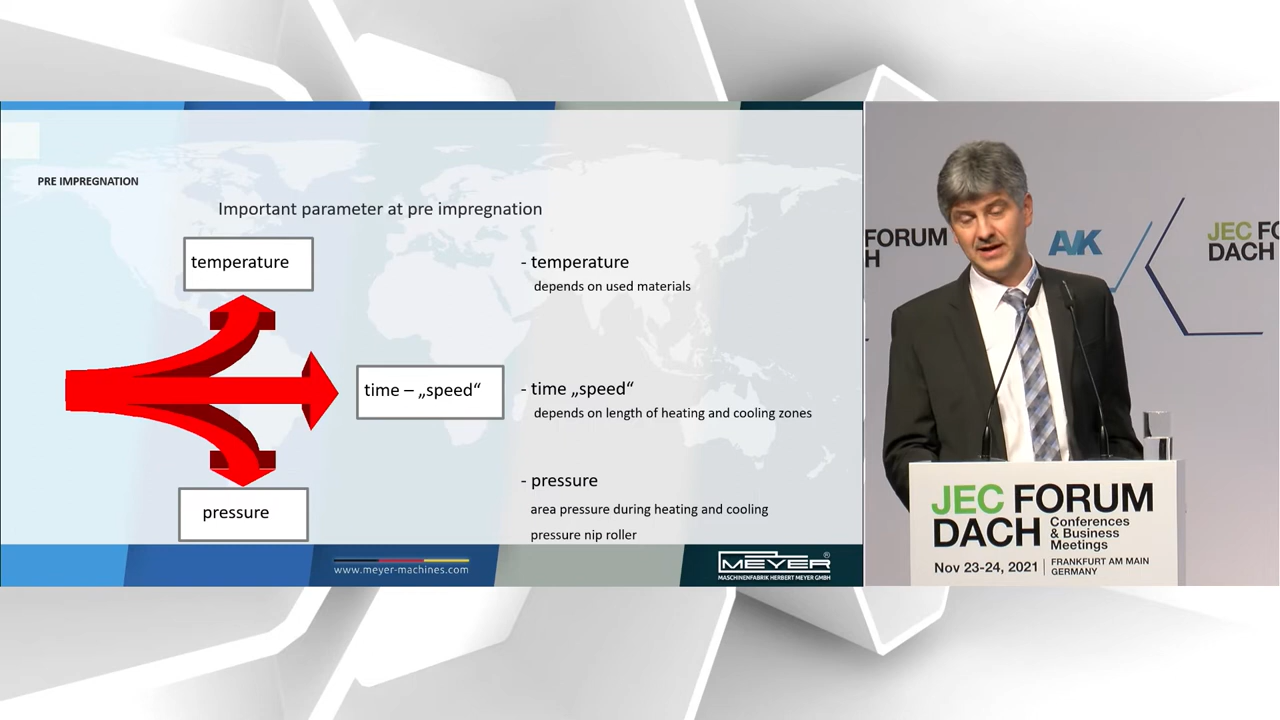 PRE IMPREGNATION
Important parameter at pre impregnation
temperature
time – „speed“
pressure
- temperature
depends on used materials
- time „speed“
depends on length of heating and cooling zones
- pressure
area pressure during heating and cooling
pressure nip roller
www.meyer-machines.com
MEYER®
MASCHINENFABRIK HERBERT MEYER GMBH
FORUM
H
AVK
JEC FO
DACH
JEC FORUM
DACH Conferences
& Business
Meetings
Nov 23-24, 2021 | FRANKFURT AM MAIN
GERMANY